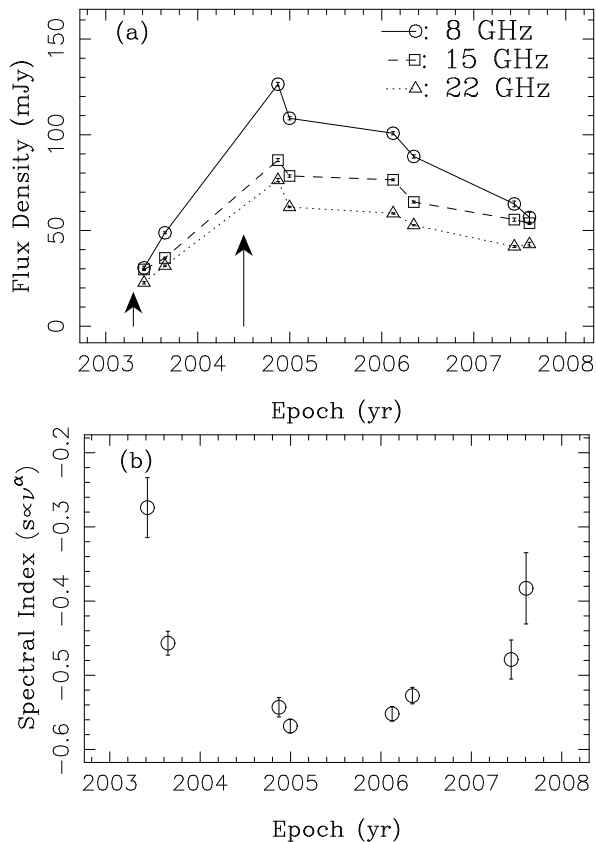 (a)
8 GHz
15 GHz
22 GHz
150
100
50
0
Flux Density (mJy)
2003 2004 2005 2006 2007 2008
Epoch (yr)
(b)
−0.2
−0.3
−0.4
−0.5
−0.6
Spectral Index (s∝ν^α)
2003 2004 2005 2006 2007 2008
Epoch (yr)